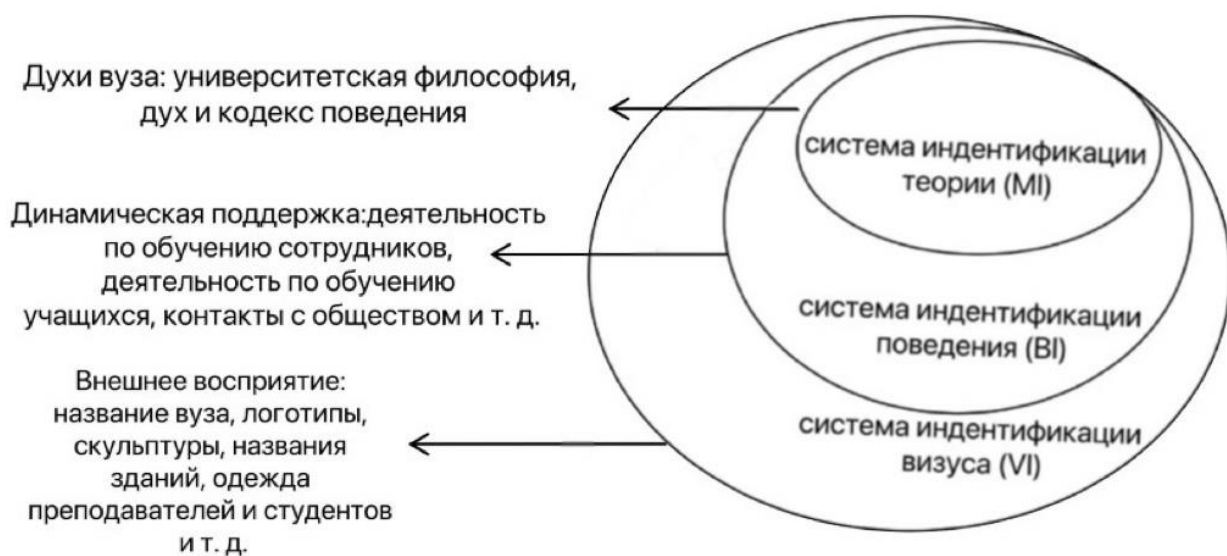 Духи вуза: университетская философия,
дух и кодекс поведения
система индентификации
теории (MI)
Динамическая поддержка:деятельность
по обучению сотрудников,
деятельность по обучению
учащихся, контакты с обществом и т. д.
система индентификации
поведения (BI)
Внешнее восприятие:
название вуза, логотипы,
скульптуры, названия
зданий, одежда
преподавателей и студентов
и т. д.
система индентификации
визуса (VI)